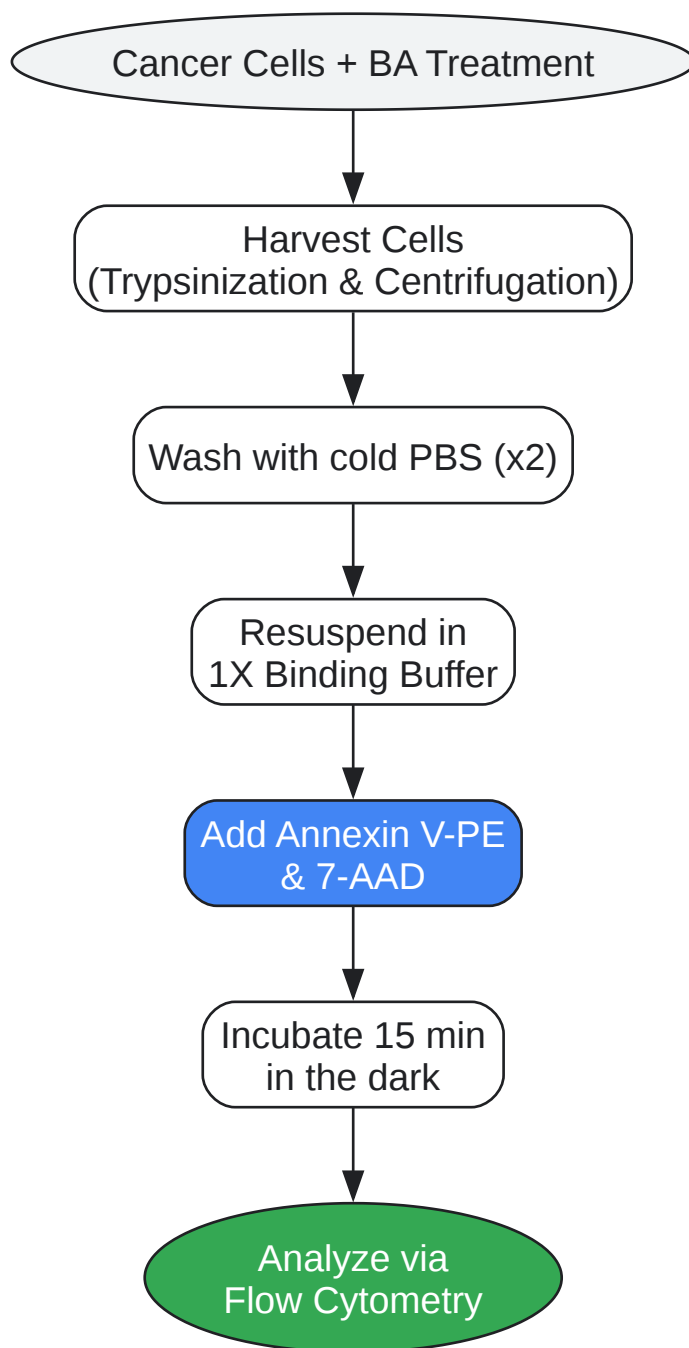 Cancer Cells + BA Treatment
Harvest Cells
(Trypsinization & Centrifugation)
Wash with cold PBS (x2)
Resuspend in
1X Binding Buffer
Add Annexin V-PE
& 7-AAD
Incubate 15 min
in the dark
Analyze via
Flow Cytometry